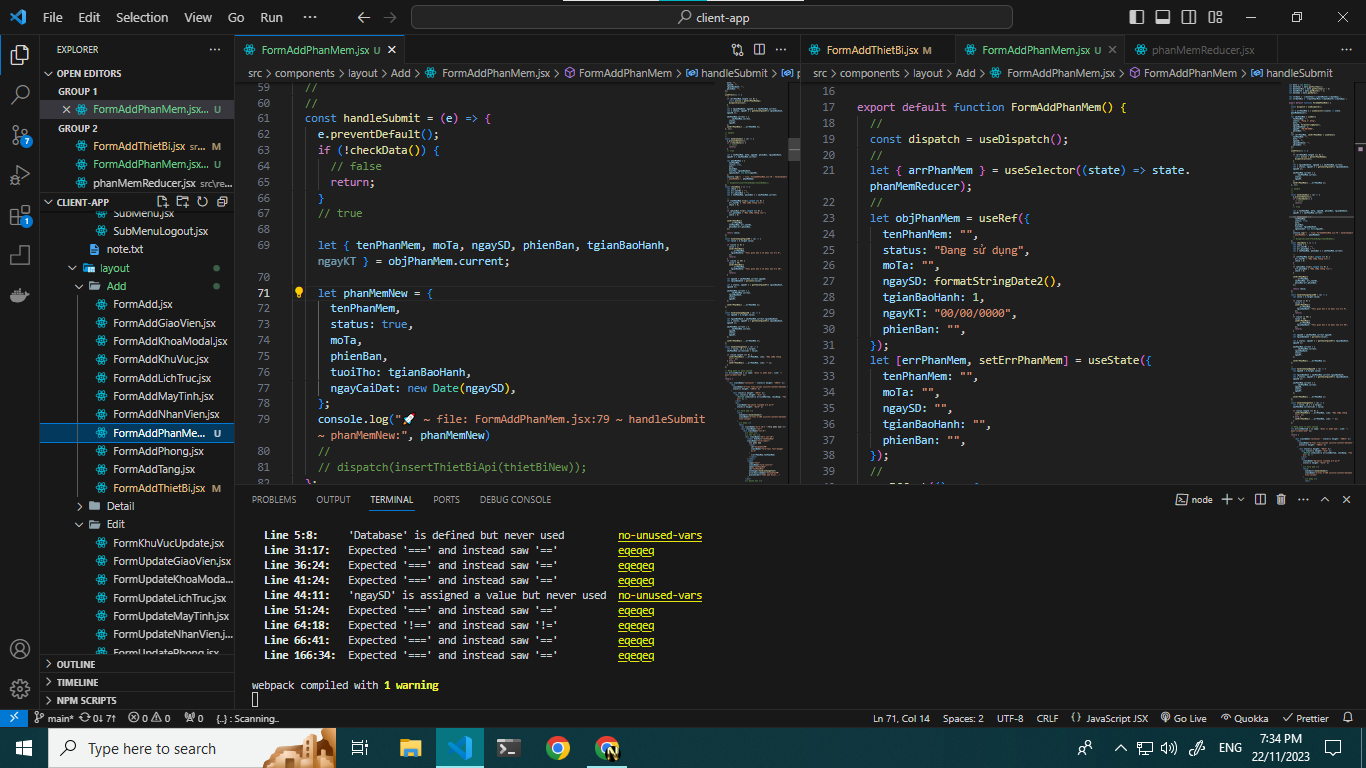 File Edit Selection View Go Run ··· client-app
EXPLORER
OPEN EDITORS
GROUP 1
FormAddPhanMem.jsx... U
GROUP 2
FormAddThietBi.jsx sr... M
FormAddPhanMem.jsx... U
phanMemReducer.jsx src\re...
CLIENT-APP
SubMenu.jsx
SubMenuLogout.jsx
note.txt
layout
Add
FormAdd.jsx
FormAddGiaoVien.jsx
FormAddKhoaModal.jsx
FormAddKhuVuc.jsx
FormAddLichTruc.jsx
FormAddMayTinh.jsx
FormAddNhanVien.jsx
FormAddPhanMe... U
FormAddPhong.jsx
FormAddTang.jsx
FormAddThietBi.jsx M
Detail
Edit
FormKhuVucUpdate.jsx
FormUpdateGiaoVien.jsx
FormUpdateKhoaModa...
FormUpdateLichTruc.jsx
FormUpdateMayTinh.jsx
FormUpdateNhanVien.j...
FormUpdatePhong.jsx
OUTLINE
TIMELINE
NPM SCRIPTS
FormAddPhanMem.jsx U
src > components > layout > Add > FormAddPhanMem.jsx > FormAddPhanMem > handleSubmit > p
59 //
60 //
61 const handleSubmit = (e) => {
62 e.preventDefault();
63 if (!checkData()) {
64 // false
65 return;
66 }
67 // true
68
69 let { tenPhanMem, moTa, ngaySD, phienBan, tgianBaoHanh,
ngayKT } = objPhanMem.current;
70
71 let phanMemNew = {
72 tenPhanMem,
73 status: true,
74 moTa,
75 phienBan,
76 tuoiTho: tgianBaoHanh,
77 ngayCaiDat: new Date(ngaySD),
78 };
79 console.log("🚀 ~ file: FormAddPhanMem.jsx:79 ~ handleSubmit
~ phanMemNew:", phanMemNew)
80 //
81 // dispatch(insertThietBiApi(thietBiNew));
82 };
FormAddThietBi.jsx M FormAddPhanMem.jsx U phanMemReducer.jsx
src > components > layout > Add > FormAddPhanMem.jsx > FormAddPhanMem > handleSubmit
16
17 export default function FormAddPhanMem() {
18 //
19 const dispatch = useDispatch();
20 //
21 let { arrPhanMem } = useSelector((state) => state.
phanMemReducer);
22 //
23 let objPhanMem = useRef({
24 tenPhanMem: "",
25 status: "Đang sử dụng",
26 moTa: "",
27 ngaySD: formatStringDate2(),
28 tgianBaoHanh: 1,
29 ngayKT: "00/00/0000",
30 phienBan: "",
31 });
32 let [errPhanMem, setErrPhanMem] = useState({
33 tenPhanMem: "",
34 moTa: "",
35 ngaySD: "",
36 tgianBaoHanh: "",
37 phienBan: "",
38 });
39 //
PROBLEMS OUTPUT TERMINAL PORTS DEBUG CONSOLE node
Line 5:8: 'Database' is defined but never used no-unused-vars
Line 31:17: Expected '===' and instead saw '==' eqeqeq
Line 36:24: Expected '===' and instead saw '==' eqeqeq
Line 41:24: Expected '===' and instead saw '==' eqeqeq
Line 44:11: 'ngaySD' is assigned a value but never used no-unused-vars
Line 51:24: Expected '===' and instead saw '==' eqeqeq
Line 64:18: Expected '!==' and instead saw '!=' eqeqeq
Line 66:41: Expected '===' and instead saw '==' eqeqeq
Line 166:34: Expected '===' and instead saw '==' eqeqeq
webpack compiled with 1 warning
main* 0↓ 7↑ 0 0 0 {..} : Scanning.. Ln 71, Col 14 Spaces: 2 UTF-8 CRLF {} JavaScript JSX Go Live Quokka Prettier
Type here to search ENG 7:34 PM
22/11/2023